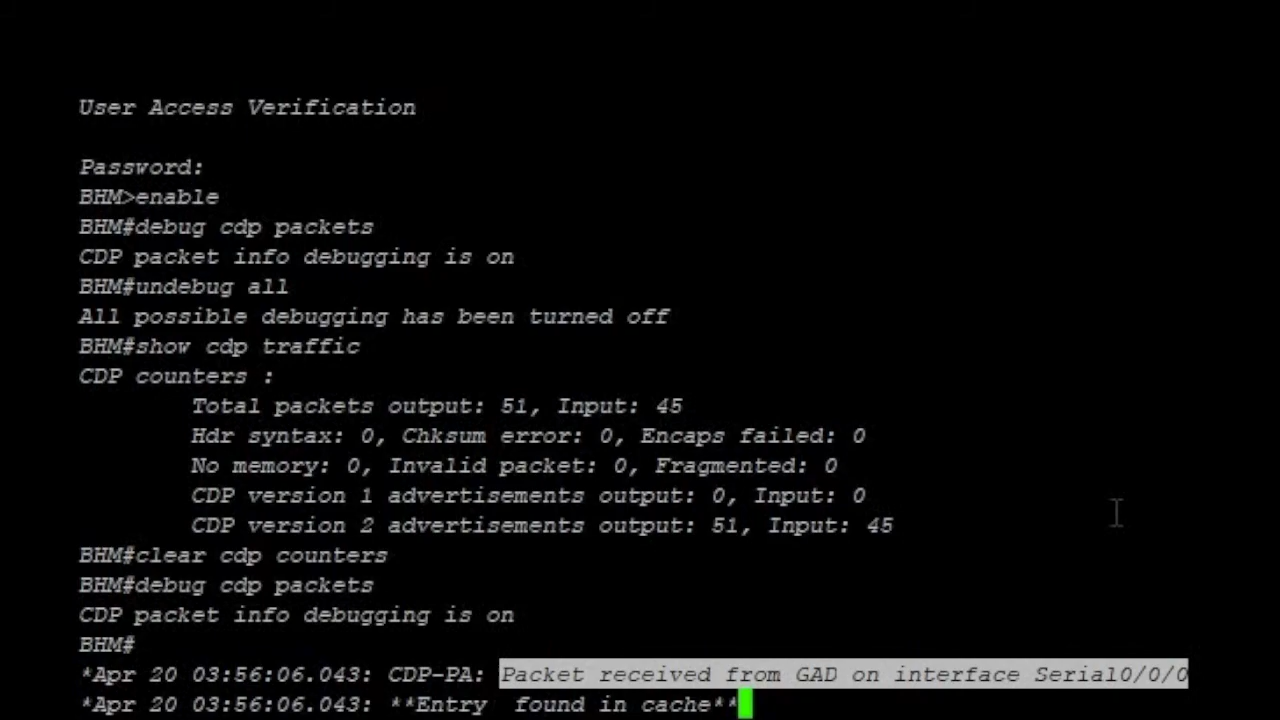 User Access Verification
Password:
BHM>enable
BHM#debug cdp packets
CDP packet info debugging is on
BHM#undebug all
All possible debugging has been turned off
BHM#show cdp traffic
CDP counters :
Total packets output: 51, Input: 45
Hdr syntax: 0, Chksum error: 0, Encaps failed: 0
No memory: 0, Invalid packet: 0, Fragmented: 0
CDP version 1 advertisements output: 0, Input: 0
CDP version 2 advertisements output: 51, Input: 45
BHM#clear cdp counters
BHM#debug cdp packets
CDP packet info debugging is on
BHM#
*Apr 20 03:56:06.043: CDP-PA: Packet received from GAD on interface Serial0/0/0
*Apr 20 03:56:06.043: **Entry  found in cache**